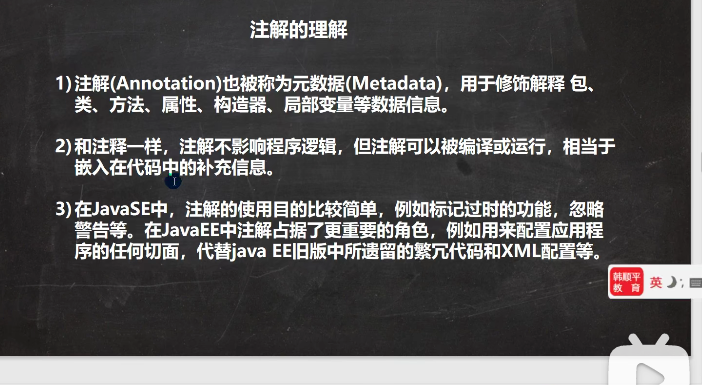 注解的理解
1) 注解(Annotation)也被称为元数据(Metadata)，用于修饰解释 包、
类、方法、属性、构造器、局部变量等数据信息。
2) 和注释一样，注解不影响程序逻辑，但注解可以被编译或运行，相当于
嵌入在代码中的补充信息。
3) 在JavaSE中，注解的使用目的比较简单，例如标记过时的功能，忽略
警告等。在JavaEE中注解占据了更重要的角色，例如用来配置应用程
序的任何切面，代替java EE旧版中所遗留的繁冗代码和XML配置等。
韩顺平
教 育
英